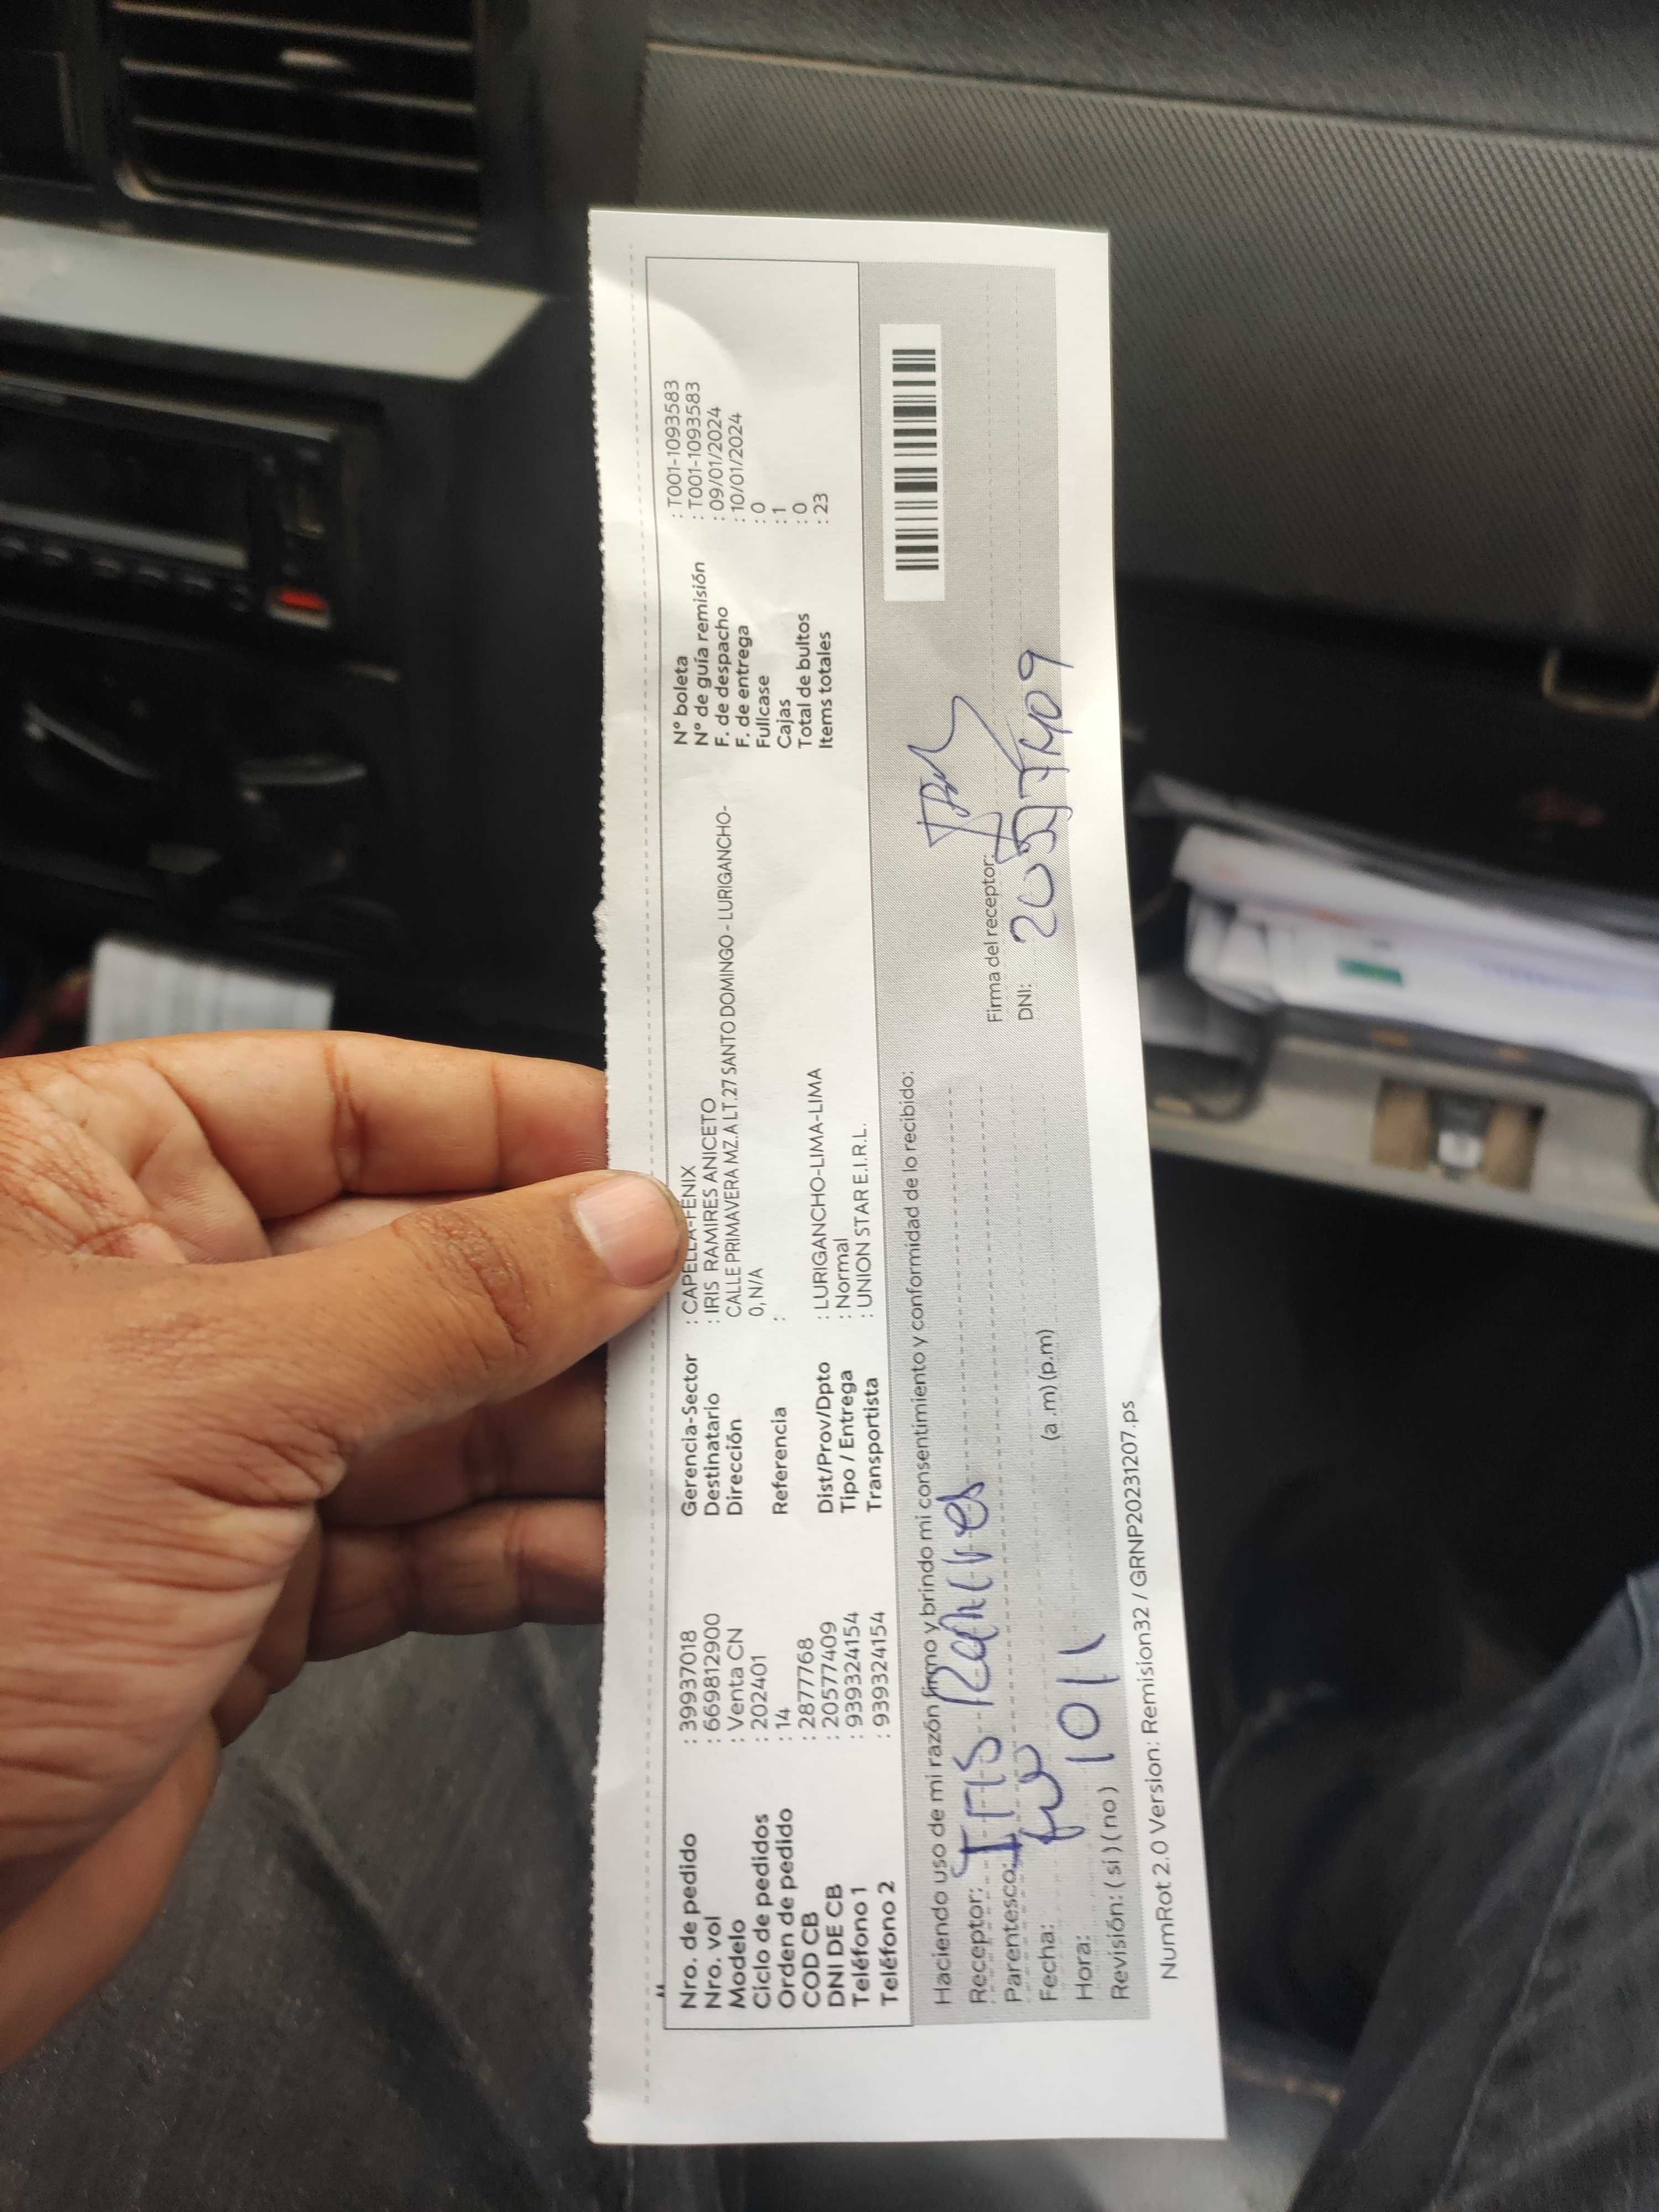 Nro. de pedido : 39937018
Nro. vol : 669812900
Modelo : Venta CN
Ciclo de pedidos : 202401
Orden de pedido : 14
COD CB : 2877768
DNI DE CB : 20577409
Teléfono 1 : 939324154
Teléfono 2 : 939324154
Gerencia-Sector : CAPELLA-FENIX
Destinatario : IRIS RAMIRES ANICETO
Dirección CALLE PRIMAVERA MZ.A LT.27 SANTO DOMINGO - LURIGANCHO-
0, N/A
Referencia :
Dist/Prov/Dpto : LURIGANCHO-LIMA-LIMA
Tipo / Entrega : Normal
Transportista : UNION STAR E.I.R.L.
N° boleta : T001-1093583
N° de guía remisión : T001-1093583
F. de despacho : 09/01/2024
F. de entrega : 10/01/2024
Fullcase : 0
Cajas : 1
Total de bultos : 0
Items totales : 23
Haciendo uso de mi razón firmo y brindo mi consentimiento y conformidad de lo recibido:
Receptor: Iris Ramires
Parentesco:
Fecha: 10/1 (a.m) (p.m)
Hora:
Revisión: ( si ) ( no )
Firma del receptor:
DNI: 20577409
NumRot 2.0 Version: Remision32 / GRNP20231207.ps